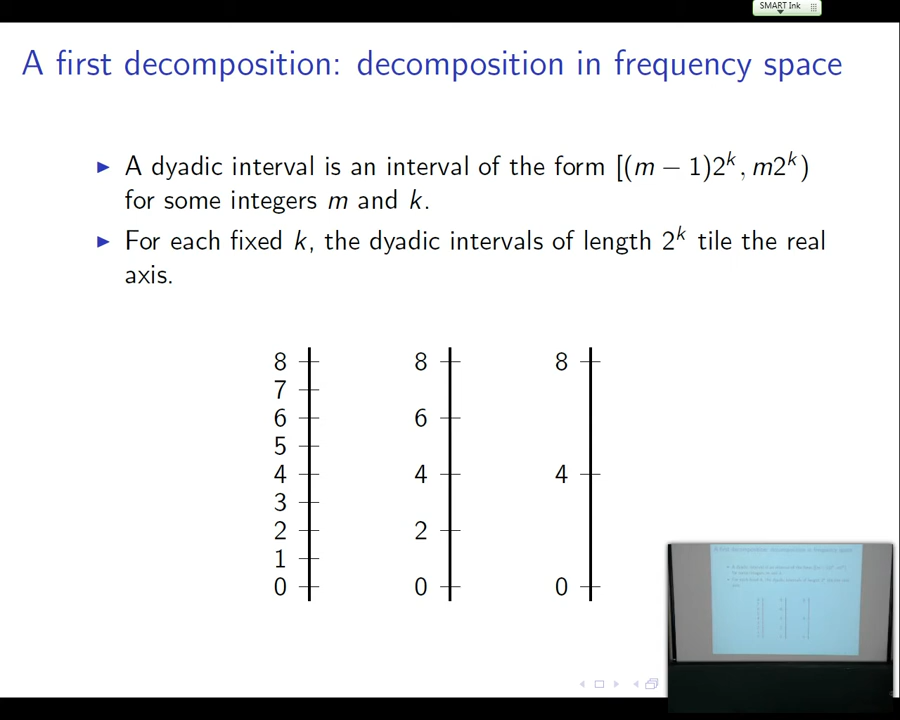 SMART Ink
A first decomposition: decomposition in frequency space
▶ A dyadic interval is an interval of the form [(m − 1)2^k, m2^k)
for some integers m and k.
▶ For each fixed k, the dyadic intervals of length 2^k tile the real
axis.
8 8 8
7
6 6
5
4 4 4
3
2 2
1
0 0 0